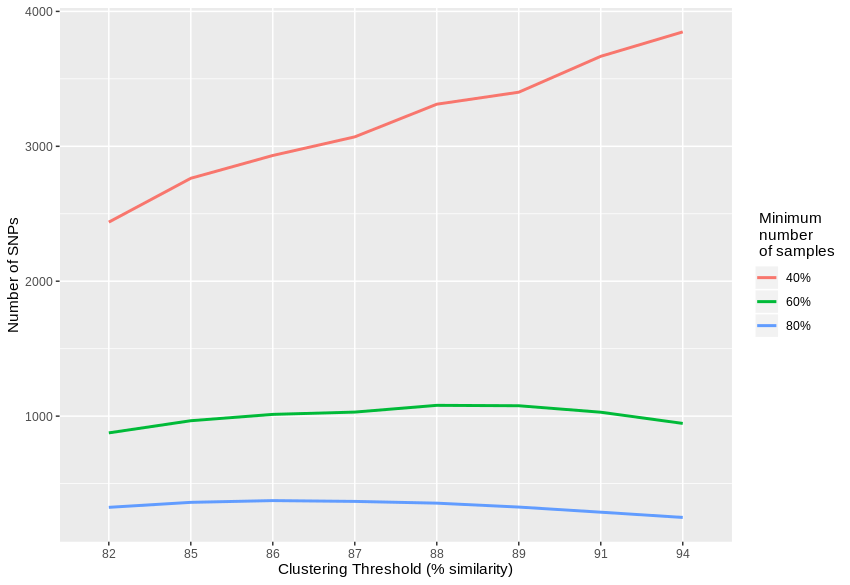 4000
3000
2000
1000
Number of SNPs
82 85 86 87 88 89 91 94
Clustering Threshold (% similarity)
Minimum
number
of samples
40%
60%
80%